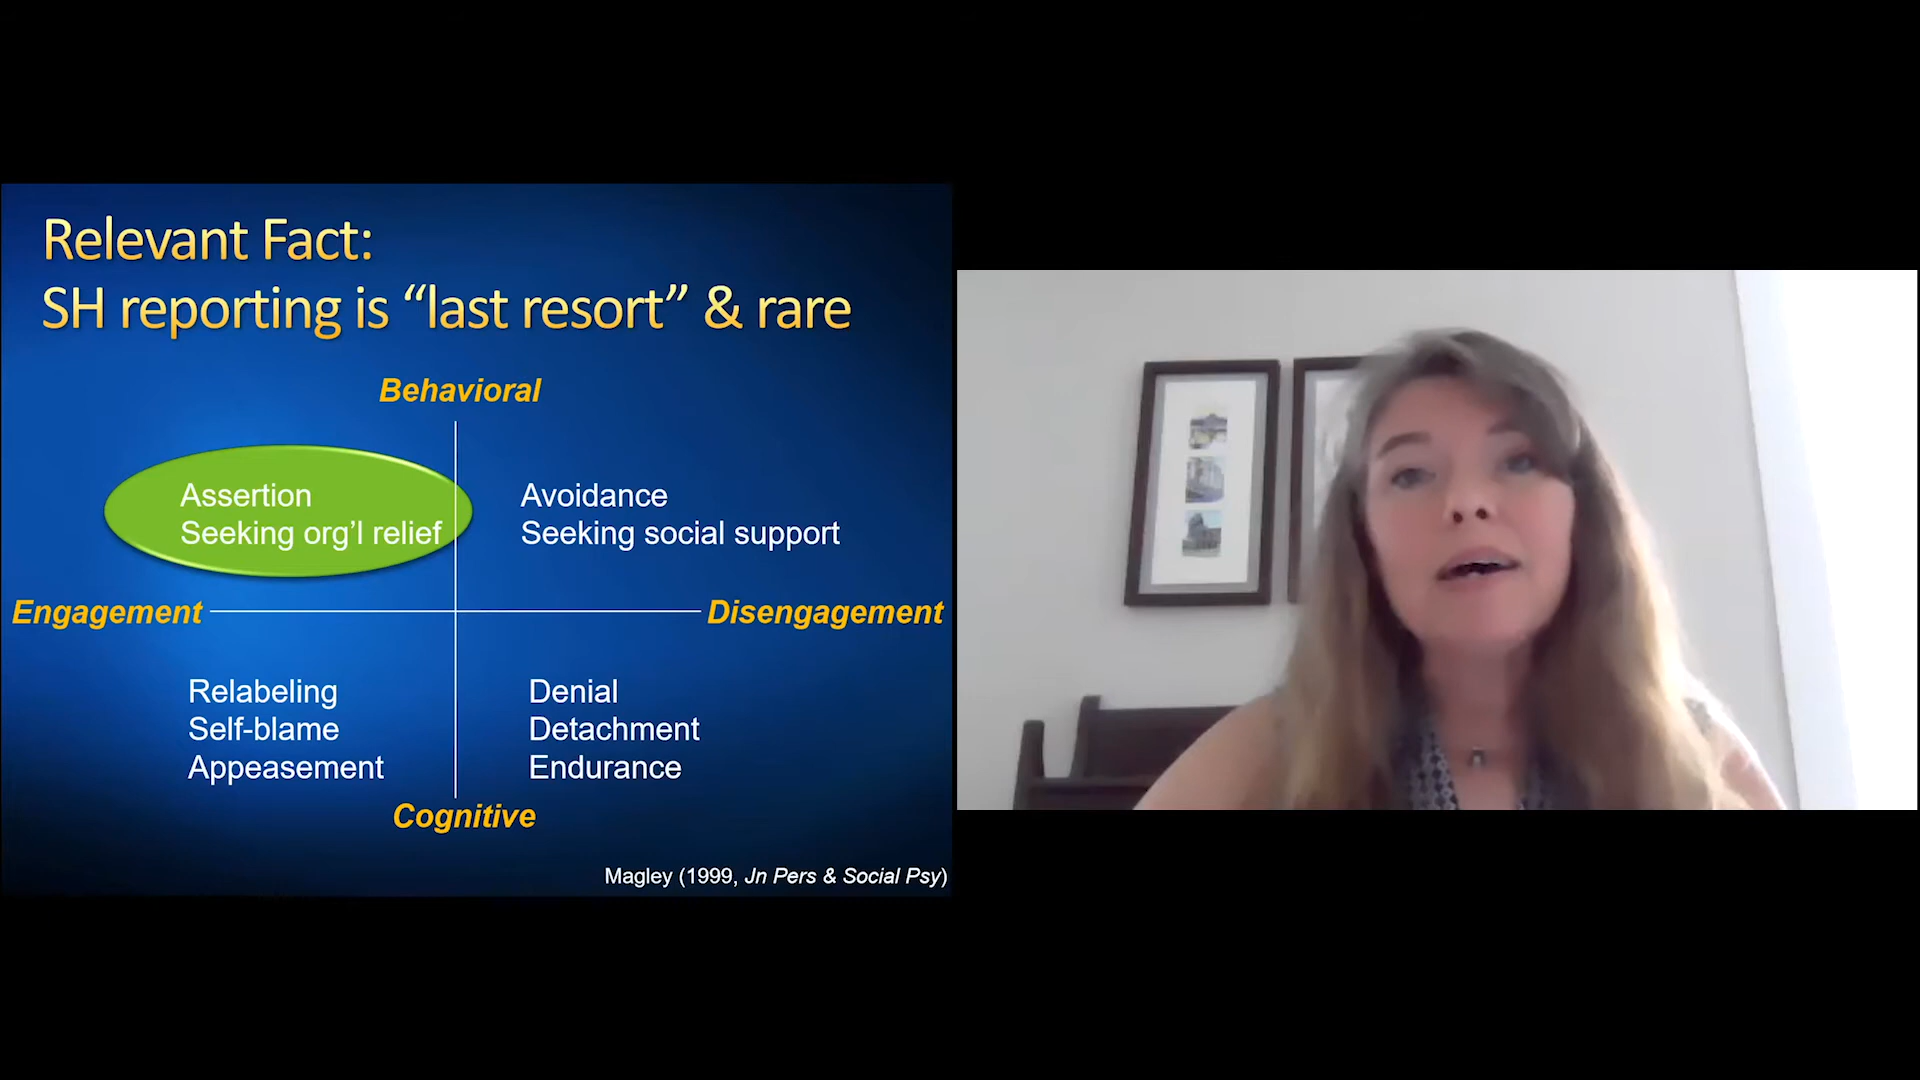 Relevant Fact:
SH reporting is “last resort” & rare
Behavioral
Assertion
Seeking org’l relief
Avoidance
Seeking social support
Engagement
Disengagement
Relabeling
Self-blame
Appeasement
Denial
Detachment
Endurance
Cognitive
Magley (1999, Jn Pers & Social Psy)